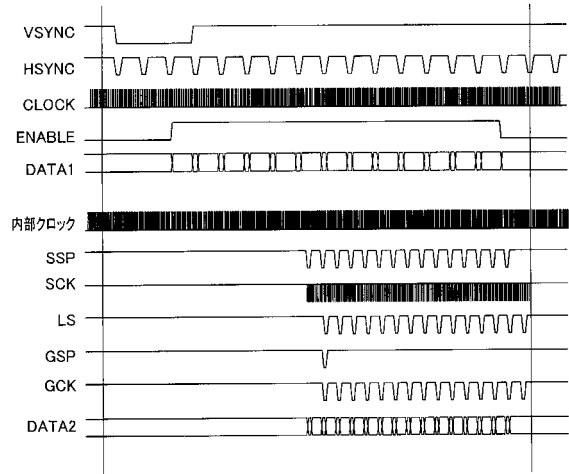 VSYNC
HSYNC
CLOCK
ENABLE
DATA1
内部クロック
SSP
SCK
LS
GSP
GCK
DATA2